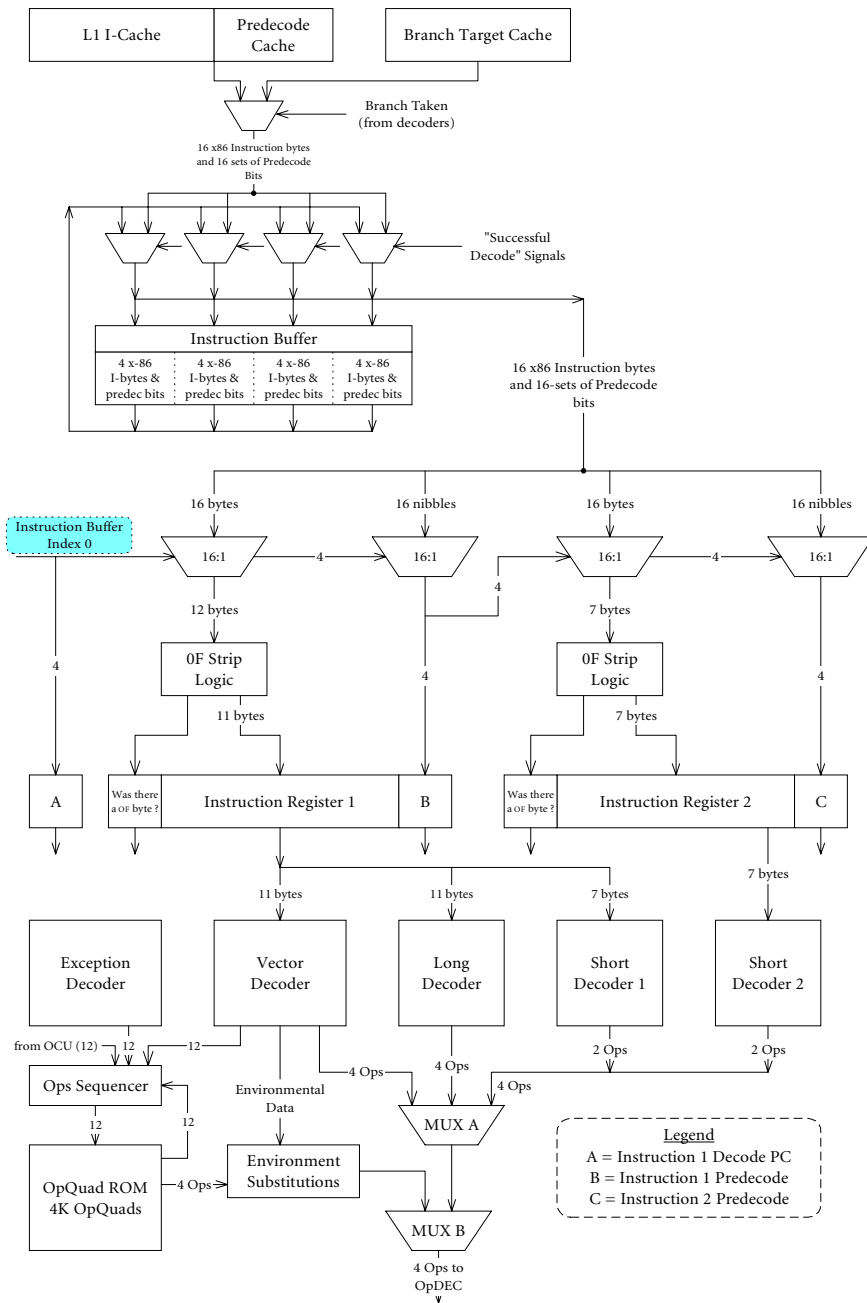 L1 I-Cache
Predecode
Cache
Branch Target Cache
Branch Taken
(from decoders)
16 x86 Instruction bytes
and 16 sets of Predecode
Bits
"Successful
Decode" Signals
Instruction Buffer
4 x-86
I-bytes &
predec bits
4 x-86
I-bytes &
predec bits
4 x-86
I-bytes &
predec bits
4 x-86
I-bytes &
predec bits
16 x86 Instruction bytes
and 16-sets of Predecode
bits
16 bytes
16 nibbles
16 bytes
16 nibbles
Instruction Buffer
Index 0
16:1
4
16:1
4
16:1
4
16:1
12 bytes
7 bytes
4
0F Strip
Logic
4
0F Strip
Logic
4
11 bytes
7 bytes
A
Was there
a OF byte ?
Instruction Register 1
B
Was there
a OF byte ?
Instruction Register 2
C
11 bytes
11 bytes
7 bytes
7 bytes
Exception
Decoder
Vector
Decoder
Long
Decoder
Short
Decoder 1
Short
Decoder 2
from OCU (12)
12
12
4 Ops
4 Ops
2 Ops
2 Ops
4 Ops
Ops Sequencer
Environmental
Data
12
12
MUX A
OpQuad ROM
4K OpQuads
4 Ops
Environment
Substitutions
MUX B
4 Ops to
OpDEC
Legend
A = Instruction 1 Decode PC
B = Instruction 1 Predecode
C = Instruction 2 Predecode